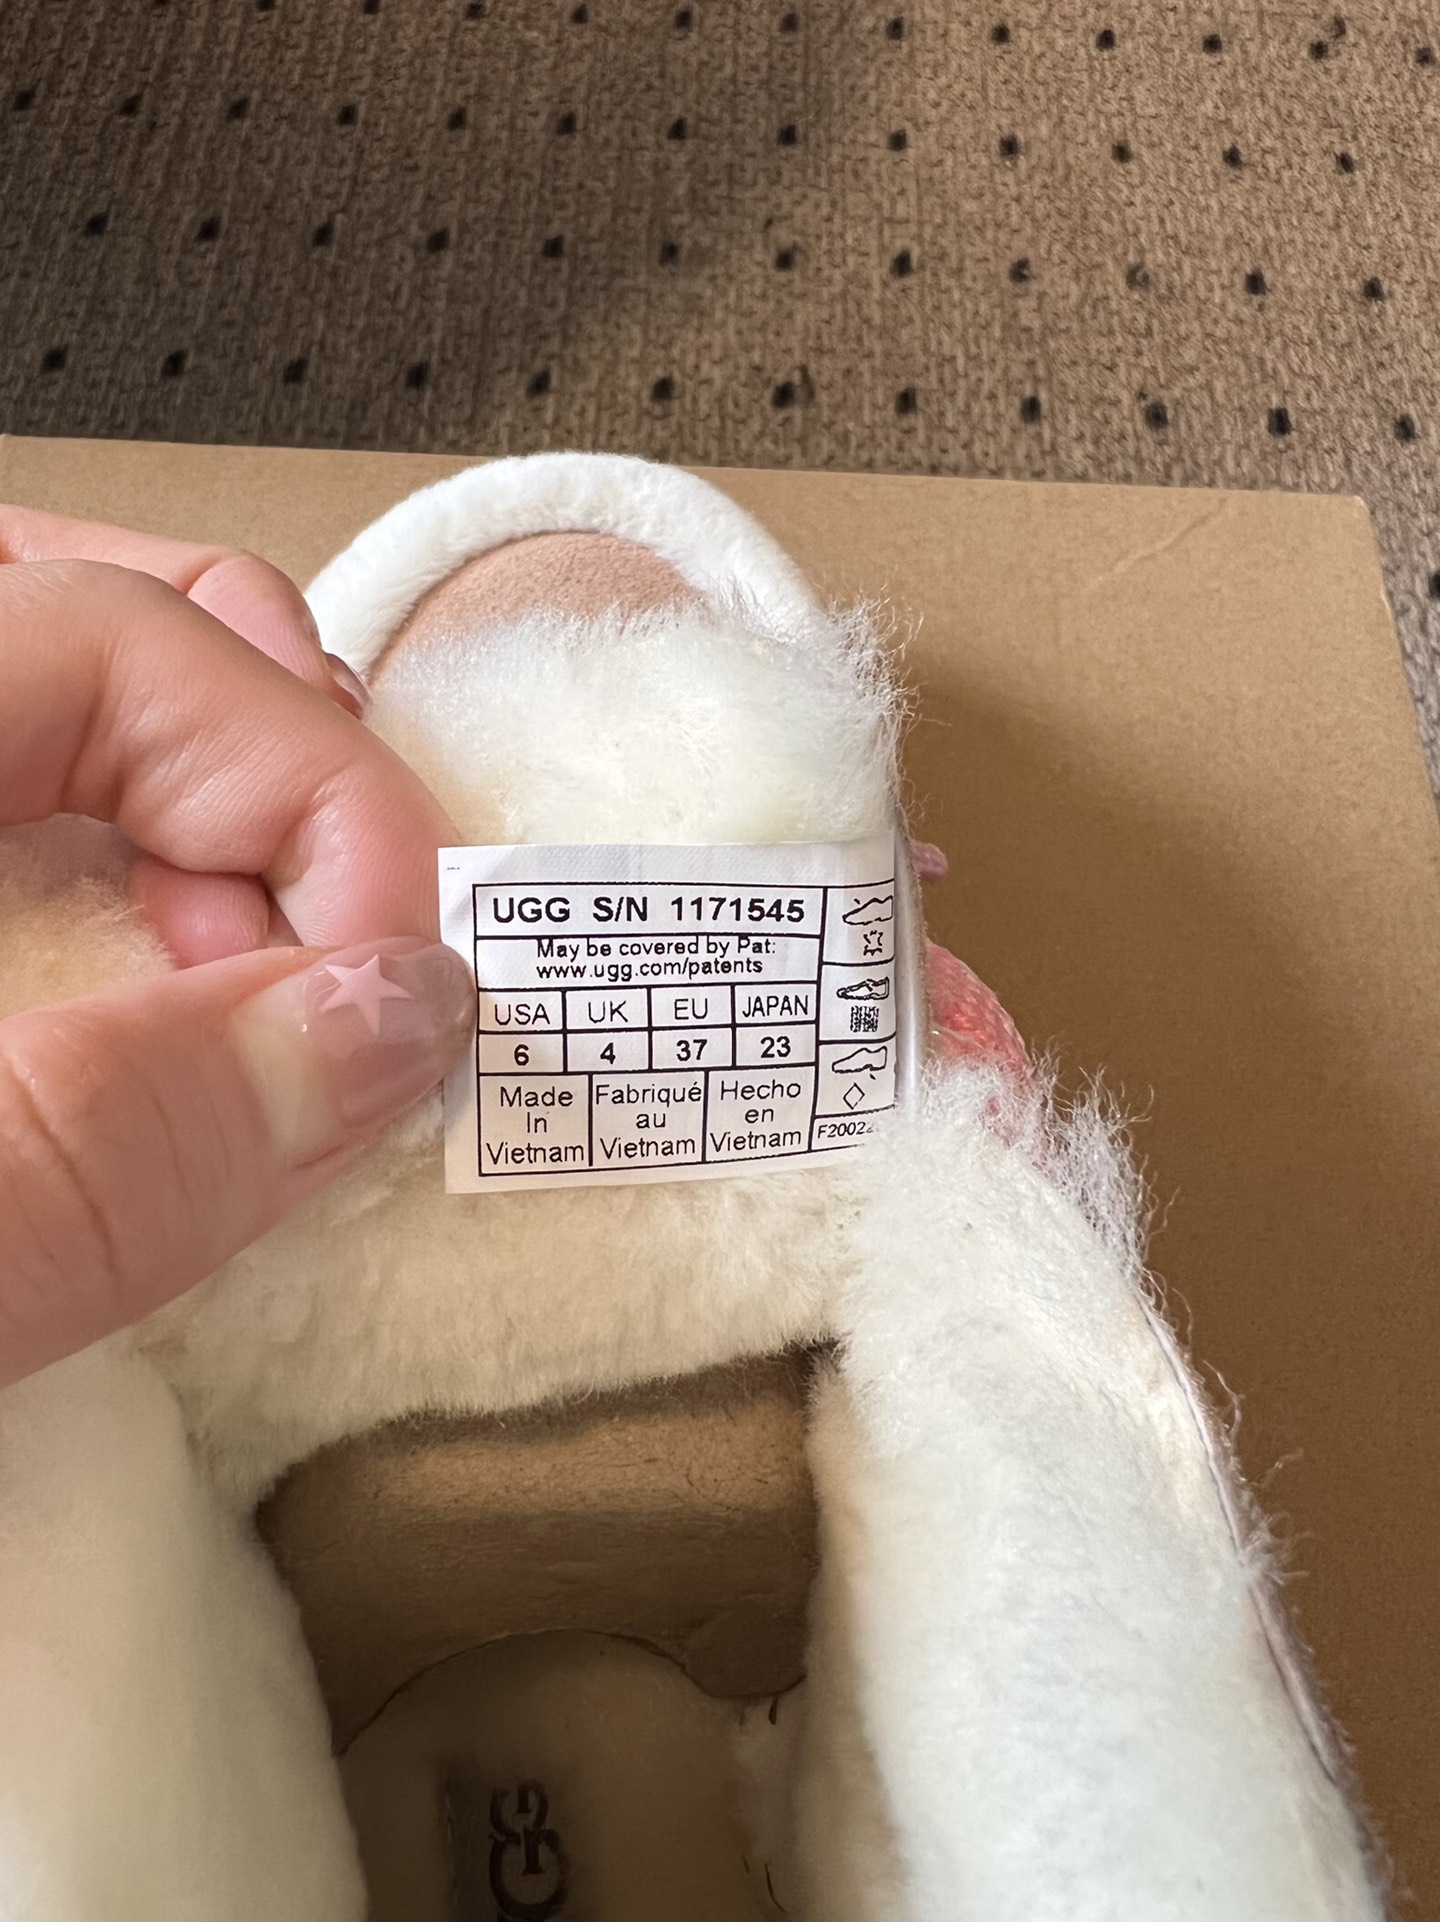 UGG S/N 1171545
May be covered by Pat:
www.ugg.com/patents
USA UK EU JAPAN
6 4 37 23
Made In Vietnam
Fabriqué au Vietnam
Hecho en Vietnam